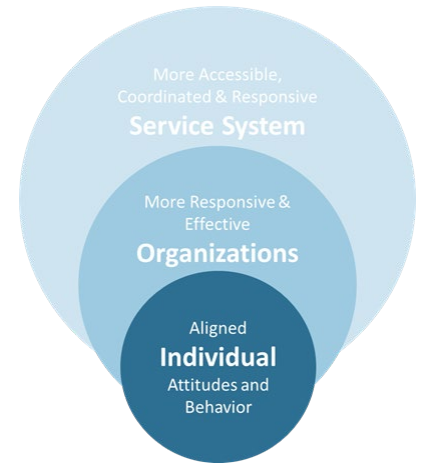 More Accessible,
Coordinated & Responsive
Service System
More Responsive &
Effective
Organizations
Aligned
Individual
Attitudes and
Behavior